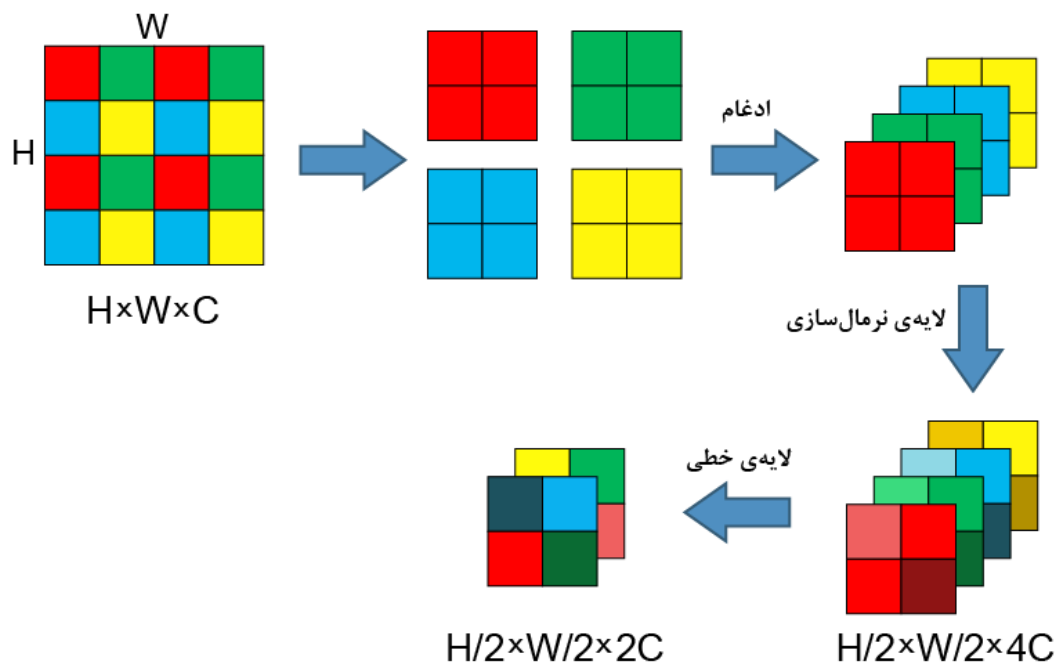 W
H
ادغام
H×W×C
لایه‌ی نرمال‌سازی
لایه‌ی خطی
H/2×W/2×2C
H/2×W/2×4C